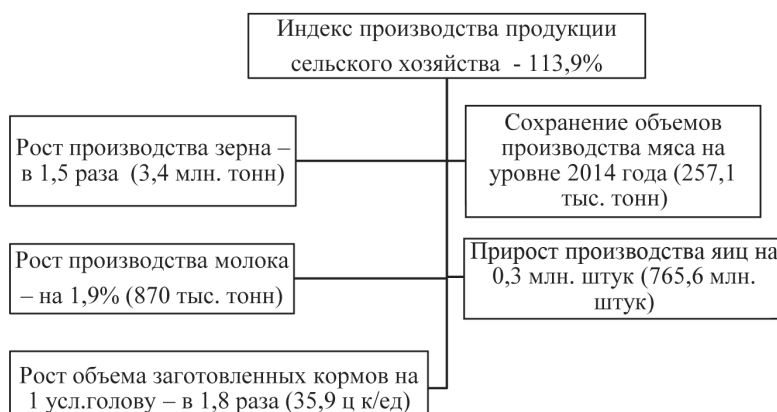 Индекс производства продукции
сельского хозяйства - 113,9%
Рост производства зерна –
в 1,5 раза (3,4 млн. тонн)
Сохранение объемов
производства мяса на
уровне 2014 года (257,1
тыс. тонн)
Рост производства молока
– на 1,9% (870 тыс. тонн)
Прирост производства яиц на
0,3 млн. штук (765,6 млн.
штук)
Рост объема заготовленных кормов на
1 усл.голову – в 1,8 раза (35,9 ц к/ед)